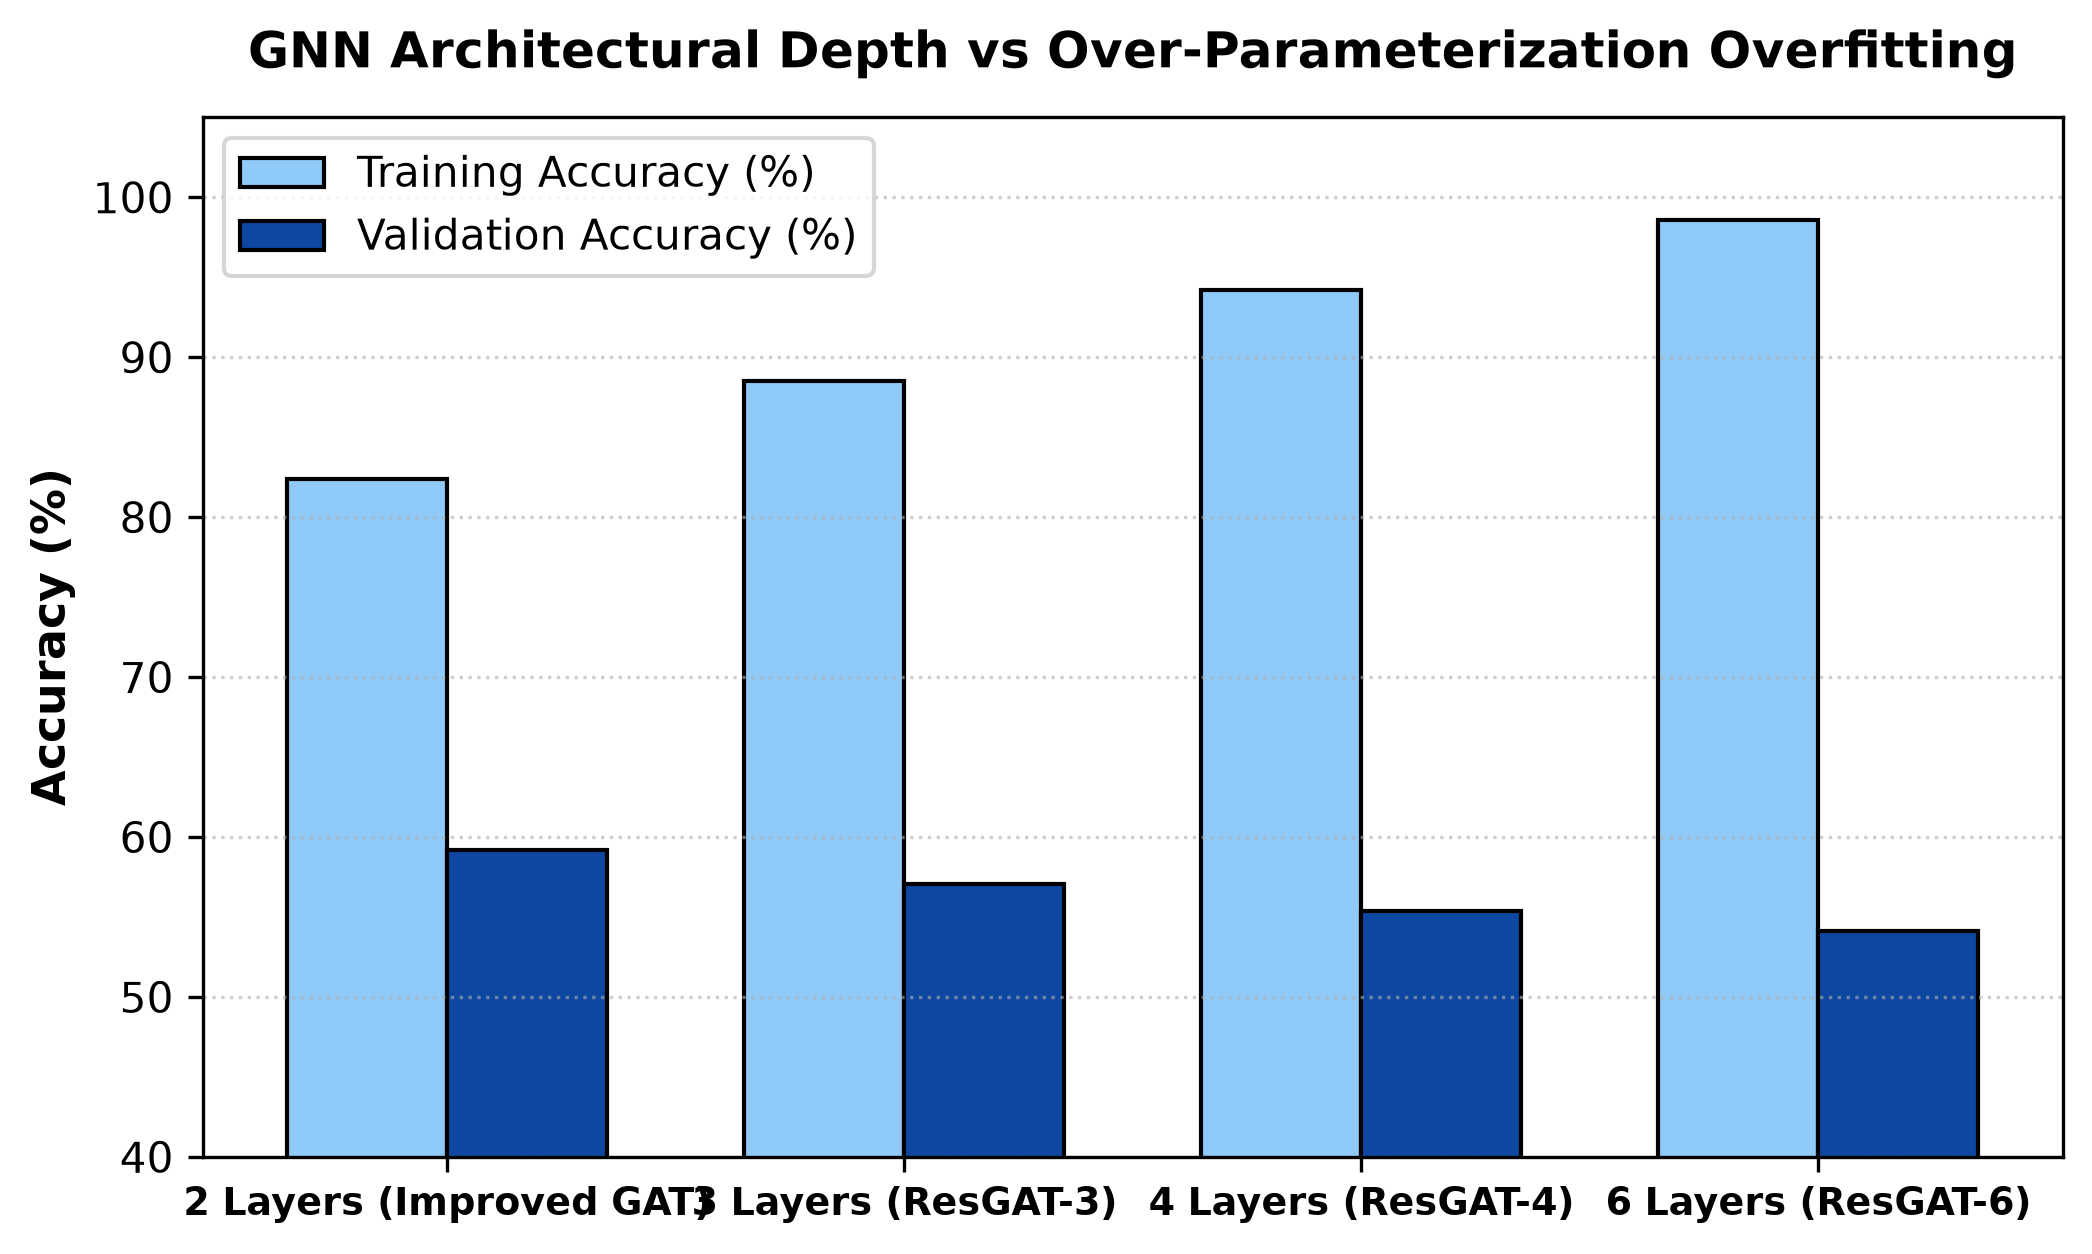 GNN Architectural Depth vs Over-Parameterization Overfitting
Training Accuracy (%)
Validation Accuracy (%)
Accuracy (%)
100
90
80
70
60
50
40
2 Layers (Improved GAT)
3 Layers (ResGAT-3)
4 Layers (ResGAT-4)
6 Layers (ResGAT-6)